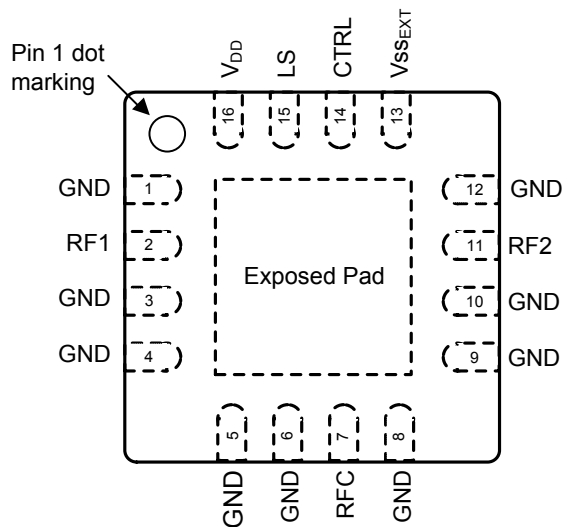 Pin 1 dot
marking
VDD
LS
CTRL
VssEXT
16
15
14
13
GND
1
12
GND
RF1
2
11
RF2
Exposed Pad
GND
3
10
GND
GND
4
9
GND
5
6
7
8
GND
GND
RFC
GND